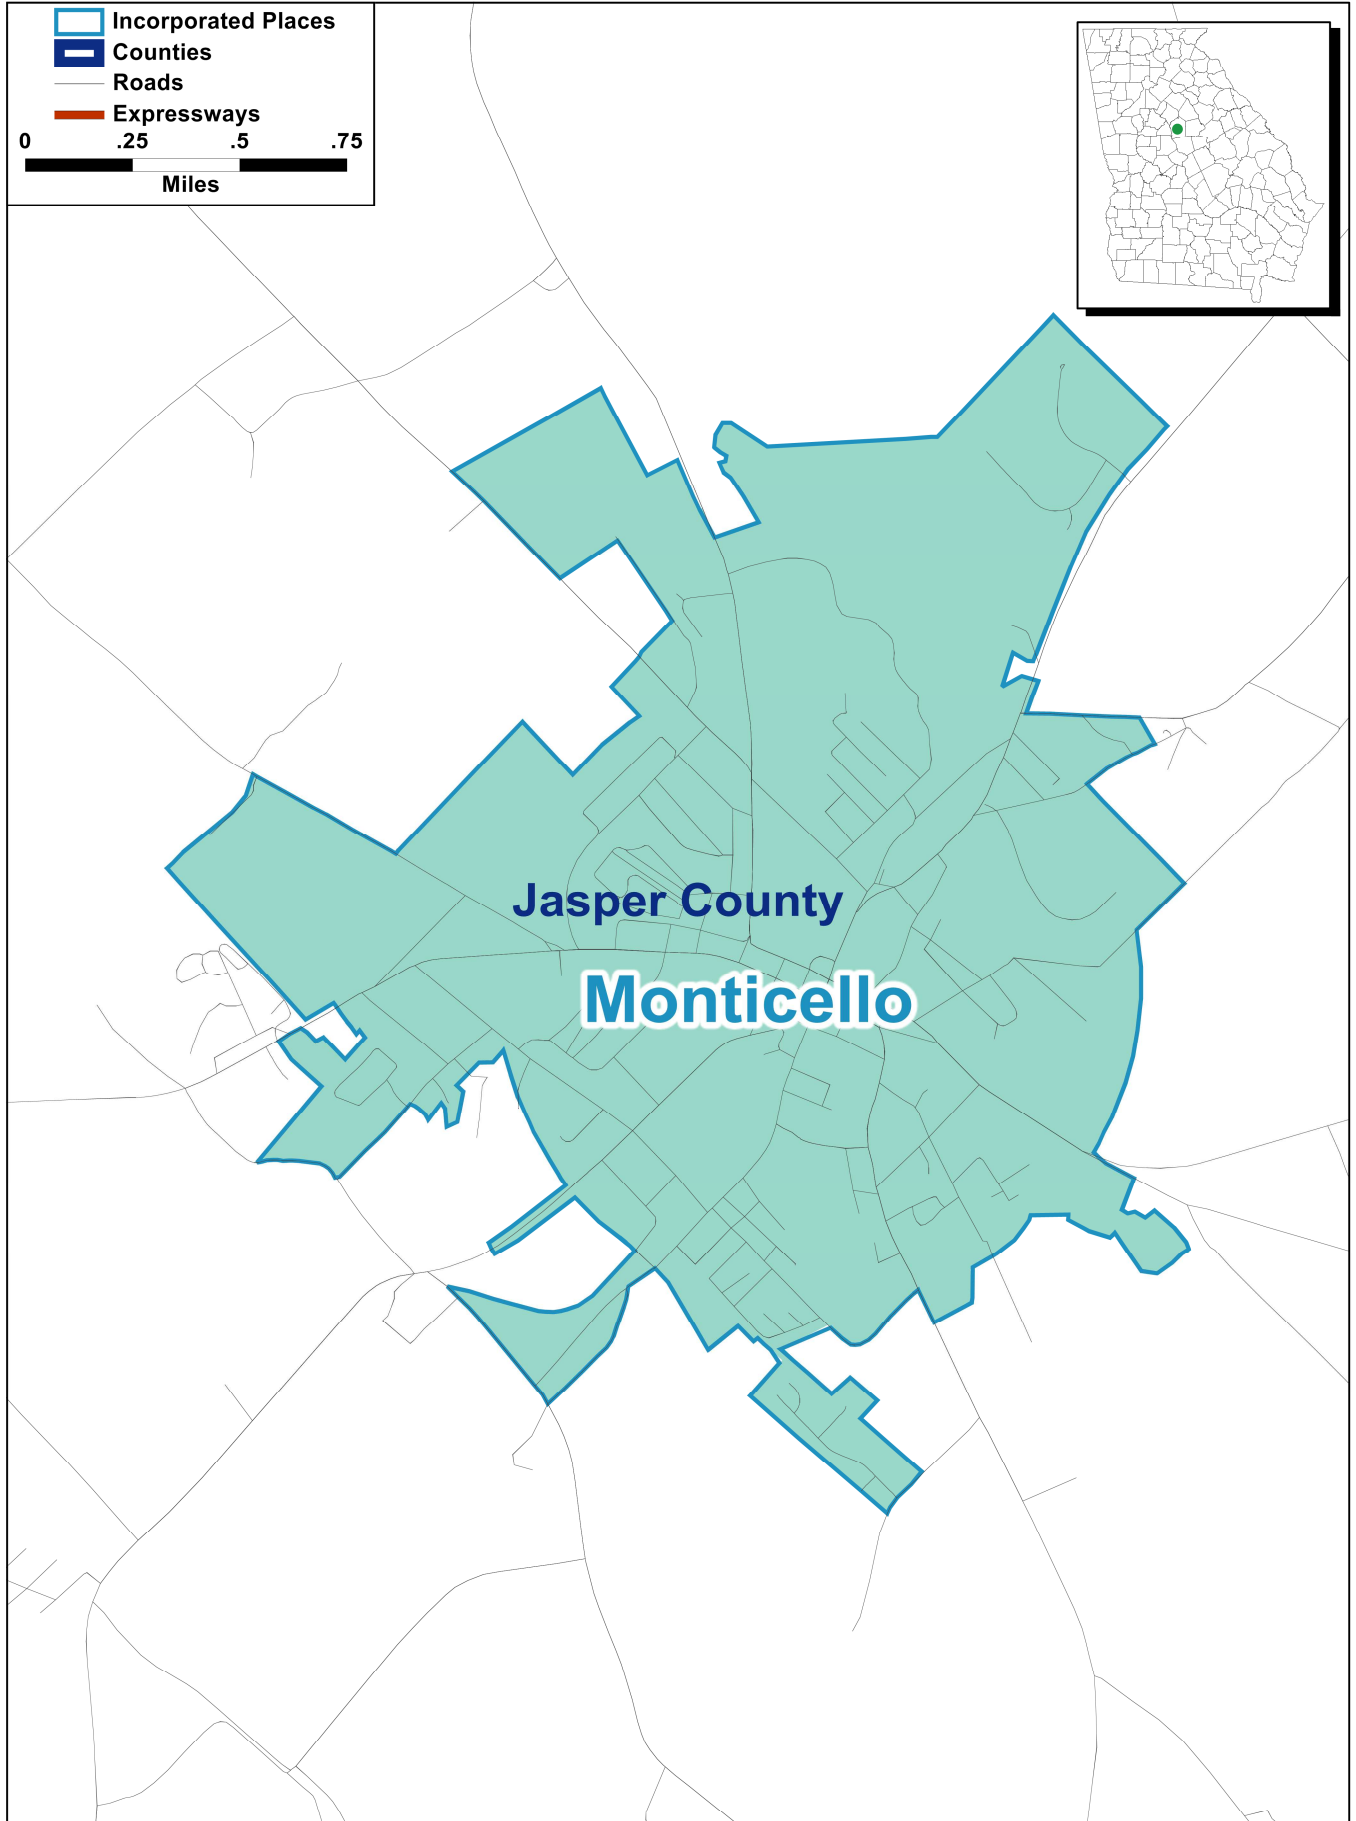 Incorporated Places
Counties
Roads
Expressways
0 .25 .5 .75
Miles
Jasper County
Monticello